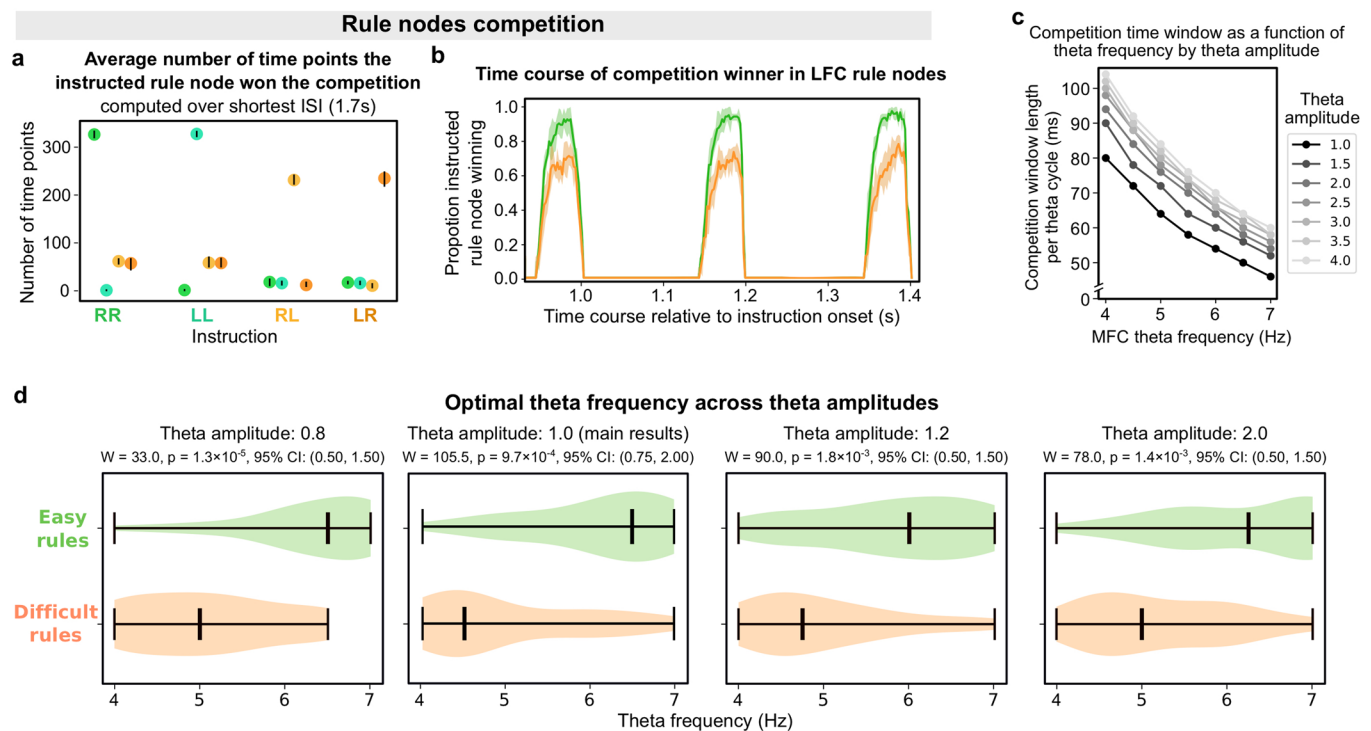 Rule nodes competition
a
Average number of time points the
instructed rule node won the competition
computed over shortest ISI (1.7s)
Number of time points
300
200
100
0
RR LL RL LR
Instruction
b
Time course of competition winner in LFC rule nodes
Propotion instructed
rule node winning
1.0
0.8
0.6
0.4
0.2
0.0
1.0 1.1 1.2 1.3 1.4
Time course relative to instruction onset (s)
c
Competition time window as a function of
theta frequency by theta amplitude
Competition window length
per theta cycle (ms)
100
90
80
70
60
50
0
4 5 6 7
MFC theta frequency (Hz)
Theta
amplitude
1.0
1.5
2.0
2.5
3.0
3.5
4.0
d
Optimal theta frequency across theta amplitudes
Theta amplitude: 0.8
W = 33.0, p = 1.3×10-5, 95% CI: (0.50, 1.50)
Theta amplitude: 1.0 (main results)
W = 105.5, p = 9.7×10-4, 95% CI: (0.75, 2.00)
Theta amplitude: 1.2
W = 90.0, p = 1.8×10-3, 95% CI: (0.50, 1.50)
Theta amplitude: 2.0
W = 78.0, p = 1.4×10-3, 95% CI: (0.50, 1.50)
Easy
rules
Difficult
rules
4 5 6 7
4 5 6 7
4 5 6 7
4 5 6 7
Theta frequency (Hz)